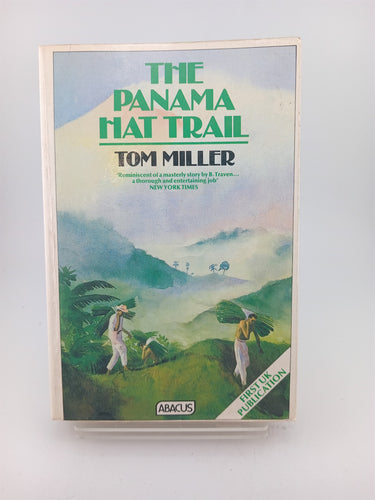 THE
PANAMA
HAT TRAIL
TOM MILLER
'Reminiscent of a masterly story by B. Traven...
a thorough and entertaining job'
NEW YORK TIMES
FIRST UK
PUBLICATION
ABACUS